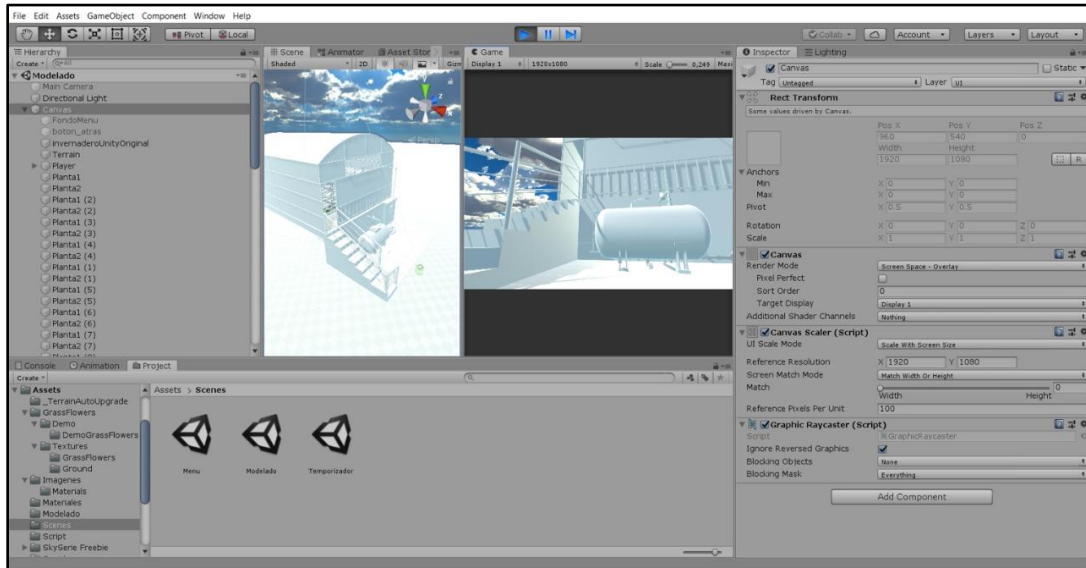 File Edit Assets GameObject Component Window Help
Pivot Local
Collab Account Layers Layout
Hierarchy
Create
Modelado
Main Camera
Directional Light
Canvas
FondoMenu
boton_atras
InvernaderoUnityOriginal
Terrain
Player
Planta1
Planta2
Planta1 (2)
Planta2 (2)
Planta1 (3)
Planta2 (3)
Planta1 (4)
Planta2 (4)
Planta1 (1)
Planta2 (1)
Planta1 (5)
Planta2 (5)
Planta1 (6)
Planta2 (6)
Planta1 (7)
Planta2 (7)
Scene Animator Asset Stor
Shaded 2D Gizm
Game
Display 1 1920x1080 Scale 0,249 Maxi
Inspector Lighting
Canvas Static
Tag Untagged Layer UI
Rect Transform
Some values driven by Canvas.
Pos X Pos Y Pos Z
960 540 0
Width Height
1920 1080
R
Anchors
Min X 0 Y 0
Max X 0 Y 0
Pivot X 0.5 Y 0.5
Rotation X 0 Y 0 Z 0
Scale X 1 Y 1 Z 1
Canvas
Render Mode Screen Space - Overlay
Pixel Perfect
Sort Order 0
Target Display Display 1
Additional Shader Channels Nothing
Canvas Scaler (Script)
UI Scale Mode Scale With Screen Size
Reference Resolution X 1920 Y 1080
Screen Match Mode Match Width Or Height
Match 0
Width Height
Reference Pixels Per Unit 100
Graphic Raycaster (Script)
Script GraphicRaycaster
Ignore Reversed Graphics
Blocking Objects None
Blocking Mask Everything
Add Component
Console Animation Project
Create
Assets
_TerrainAutoUpgrade
GrassFlowers
Demo
DemoGrassFlowers
Textures
GrassFlowers
Ground
Imagenes
Materials
Materiales
Modelado
Scenes
Script
SkySerie Freebie
Assets > Scenes
Menu Modelado Temporizador